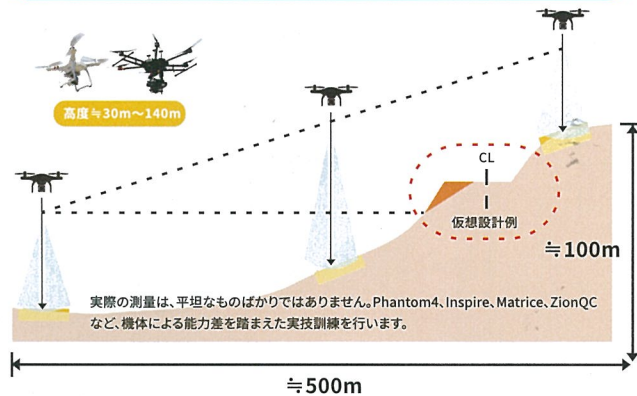 高度≒30m~140m
CL
仮想設計例
≒100m
実際の測量は、平坦なものばかりではありません。Phantom4、Inspire、Matrice、ZionQC
など、機体による能力差を踏まえた実技訓練を行います。
≒500m